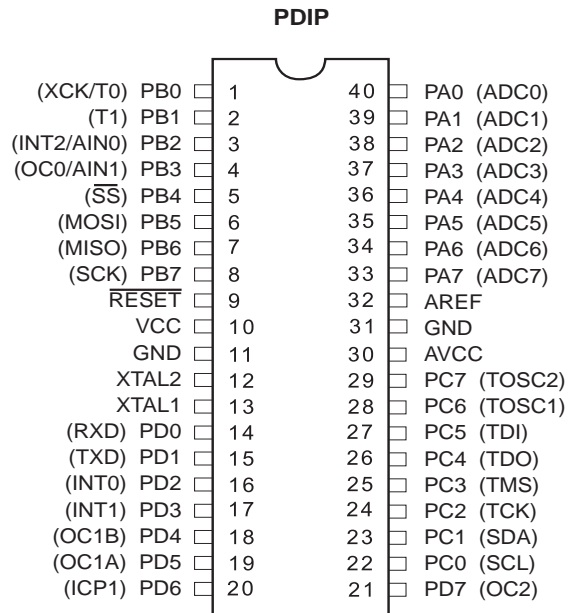 PDIP
(XCK/T0) PB0 1 40 PA0 (ADC0)
(T1) PB1 2 39 PA1 (ADC1)
(INT2/AIN0) PB2 3 38 PA2 (ADC2)
(OC0/AIN1) PB3 4 37 PA3 (ADC3)
(S̅S̅) PB4 5 36 PA4 (ADC4)
(MOSI) PB5 6 35 PA5 (ADC5)
(MISO) PB6 7 34 PA6 (ADC6)
(SCK) PB7 8 33 PA7 (ADC7)
R̅E̅S̅E̅T̅ 9 32 AREF
VCC 10 31 GND
GND 11 30 AVCC
XTAL2 12 29 PC7 (TOSC2)
XTAL1 13 28 PC6 (TOSC1)
(RXD) PD0 14 27 PC5 (TDI)
(TXD) PD1 15 26 PC4 (TDO)
(INT0) PD2 16 25 PC3 (TMS)
(INT1) PD3 17 24 PC2 (TCK)
(OC1B) PD4 18 23 PC1 (SDA)
(OC1A) PD5 19 22 PC0 (SCL)
(ICP1) PD6 20 21 PD7 (OC2)